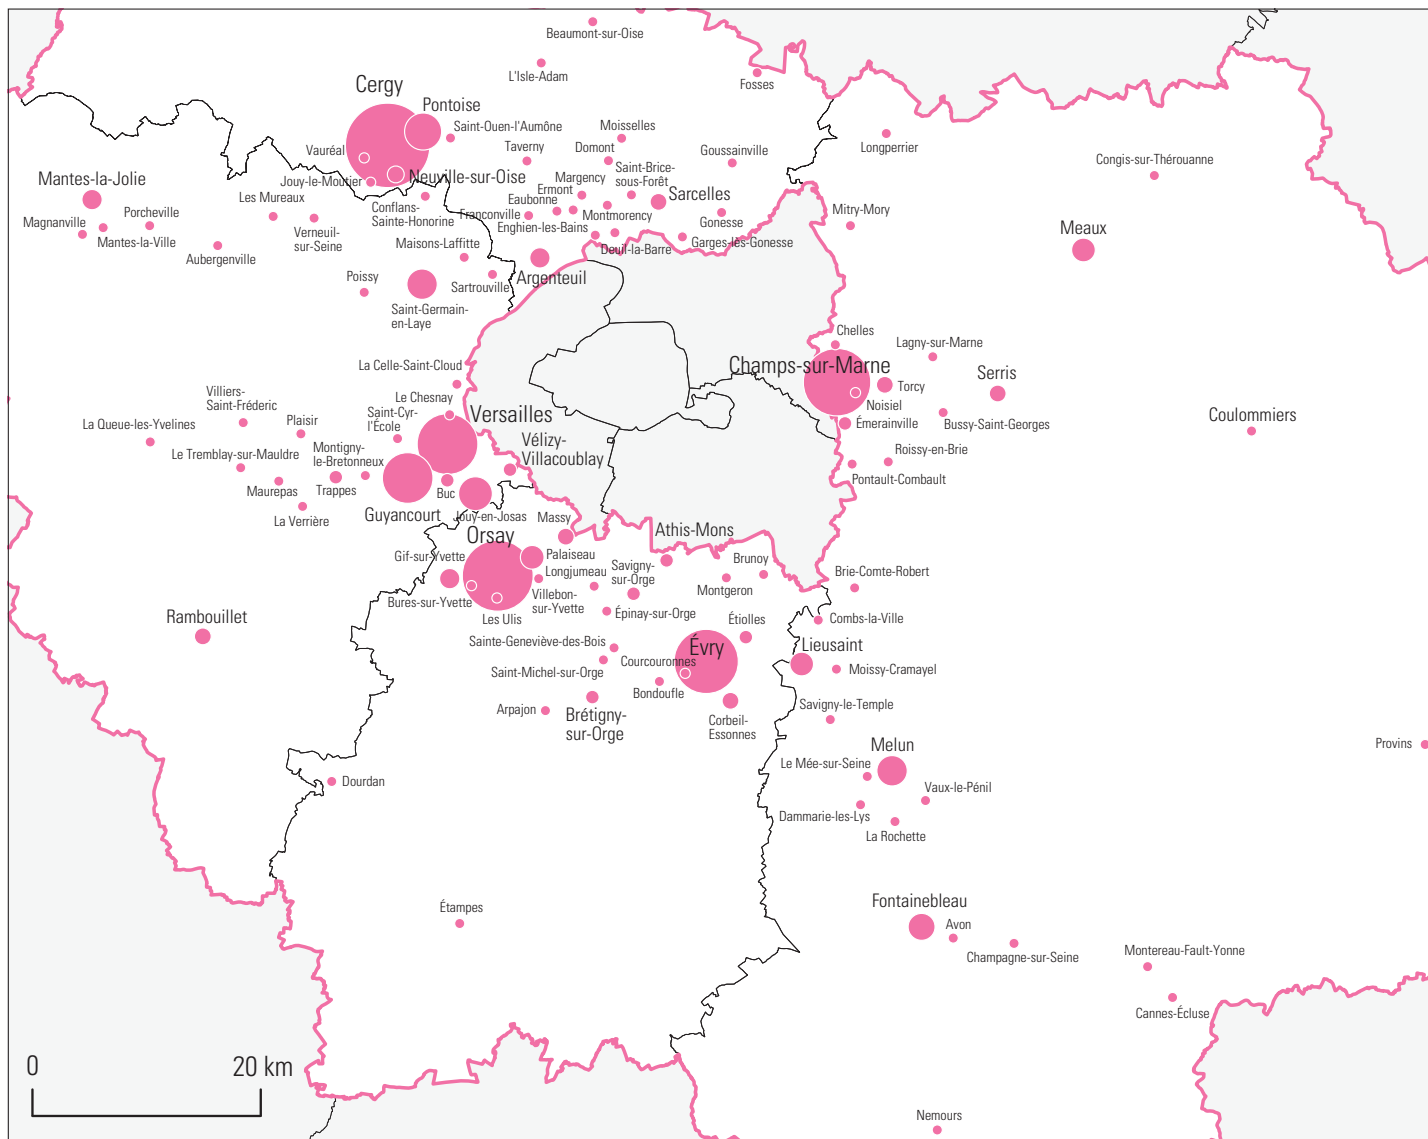 Beaumont-sur-Oise
L'Isle-Adam
Fosses
Cergy
Pontoise
Saint-Ouen-l'Aumône
Moisselles
Taverny
Domont
Goussainville
Longperrier
Congis-sur-Thérouanne
Vauréal
Jouy-le-Moutier
Neuville-sur-Oise
Margency
Saint-Brice-
sous-Forêt
Mantes-la-Jolie
Ermont
Sarcelles
Eaubonne
Les Mureaux
Conflans-
Sainte-Honorine
Franconville
Montmorency
Gonesse
Mitry-Mory
Magnanville
Porcheville
Mantes-la-Ville
Verneuil-
sur-Seine
Enghien-les-Bains
Meaux
Aubergenville
Maisons-Laffitte
Deuil-la-Barre
Garges-lès-Gonesse
Poissy
Sartrouville
Argenteuil
Saint-Germain-
en-Laye
Chelles
Lagny-sur-Marne
La Celle-Saint-Cloud
Champs-sur-Marne
Torcy
Serris
Villiers-
Saint-Frédéric
Le Chesnay
Noisiel
La Queue-les-Yvelines
Plaisir
Saint-Cyr-
l'École
Versailles
Émerainville
Bussy-Saint-Georges
Coulommiers
Le Tremblay-sur-Mauldre
Montigny-
le-Bretonneux
Vélizy-
Villacoublay
Roissy-en-Brie
Pontault-Combault
Maurepas
Trappes
Buc
La Verrière
Guyancourt
Jouy-en-Josas
Massy
Athis-Mons
Orsay
Gif-sur-Yvette
Palaiseau
Savigny-
sur-Orge
Brunoy
Longjumeau
Montgeron
Brie-Comte-Robert
Bures-sur-Yvette
Villebon-
sur-Yvette
Les Ulis
Épinay-sur-Orge
Étiolles
Combs-la-Ville
Rambouillet
Sainte-Geneviève-des-Bois
Évry
Lieusaint
Saint-Michel-sur-Orge
Courcouronnes
Moissy-Cramayel
Bondoufle
Arpajon
Brétigny-
sur-Orge
Corbeil-
Essonnes
Savigny-le-Temple
Melun
Provins
Le Mée-sur-Seine
Dourdan
Vaux-le-Pénil
Dammarie-les-Lys
La Rochette
Étampes
Fontainebleau
Avon
Champagne-sur-Seine
Montereau-Fault-Yonne
Cannes-Écluse
0
20 km
Nemours